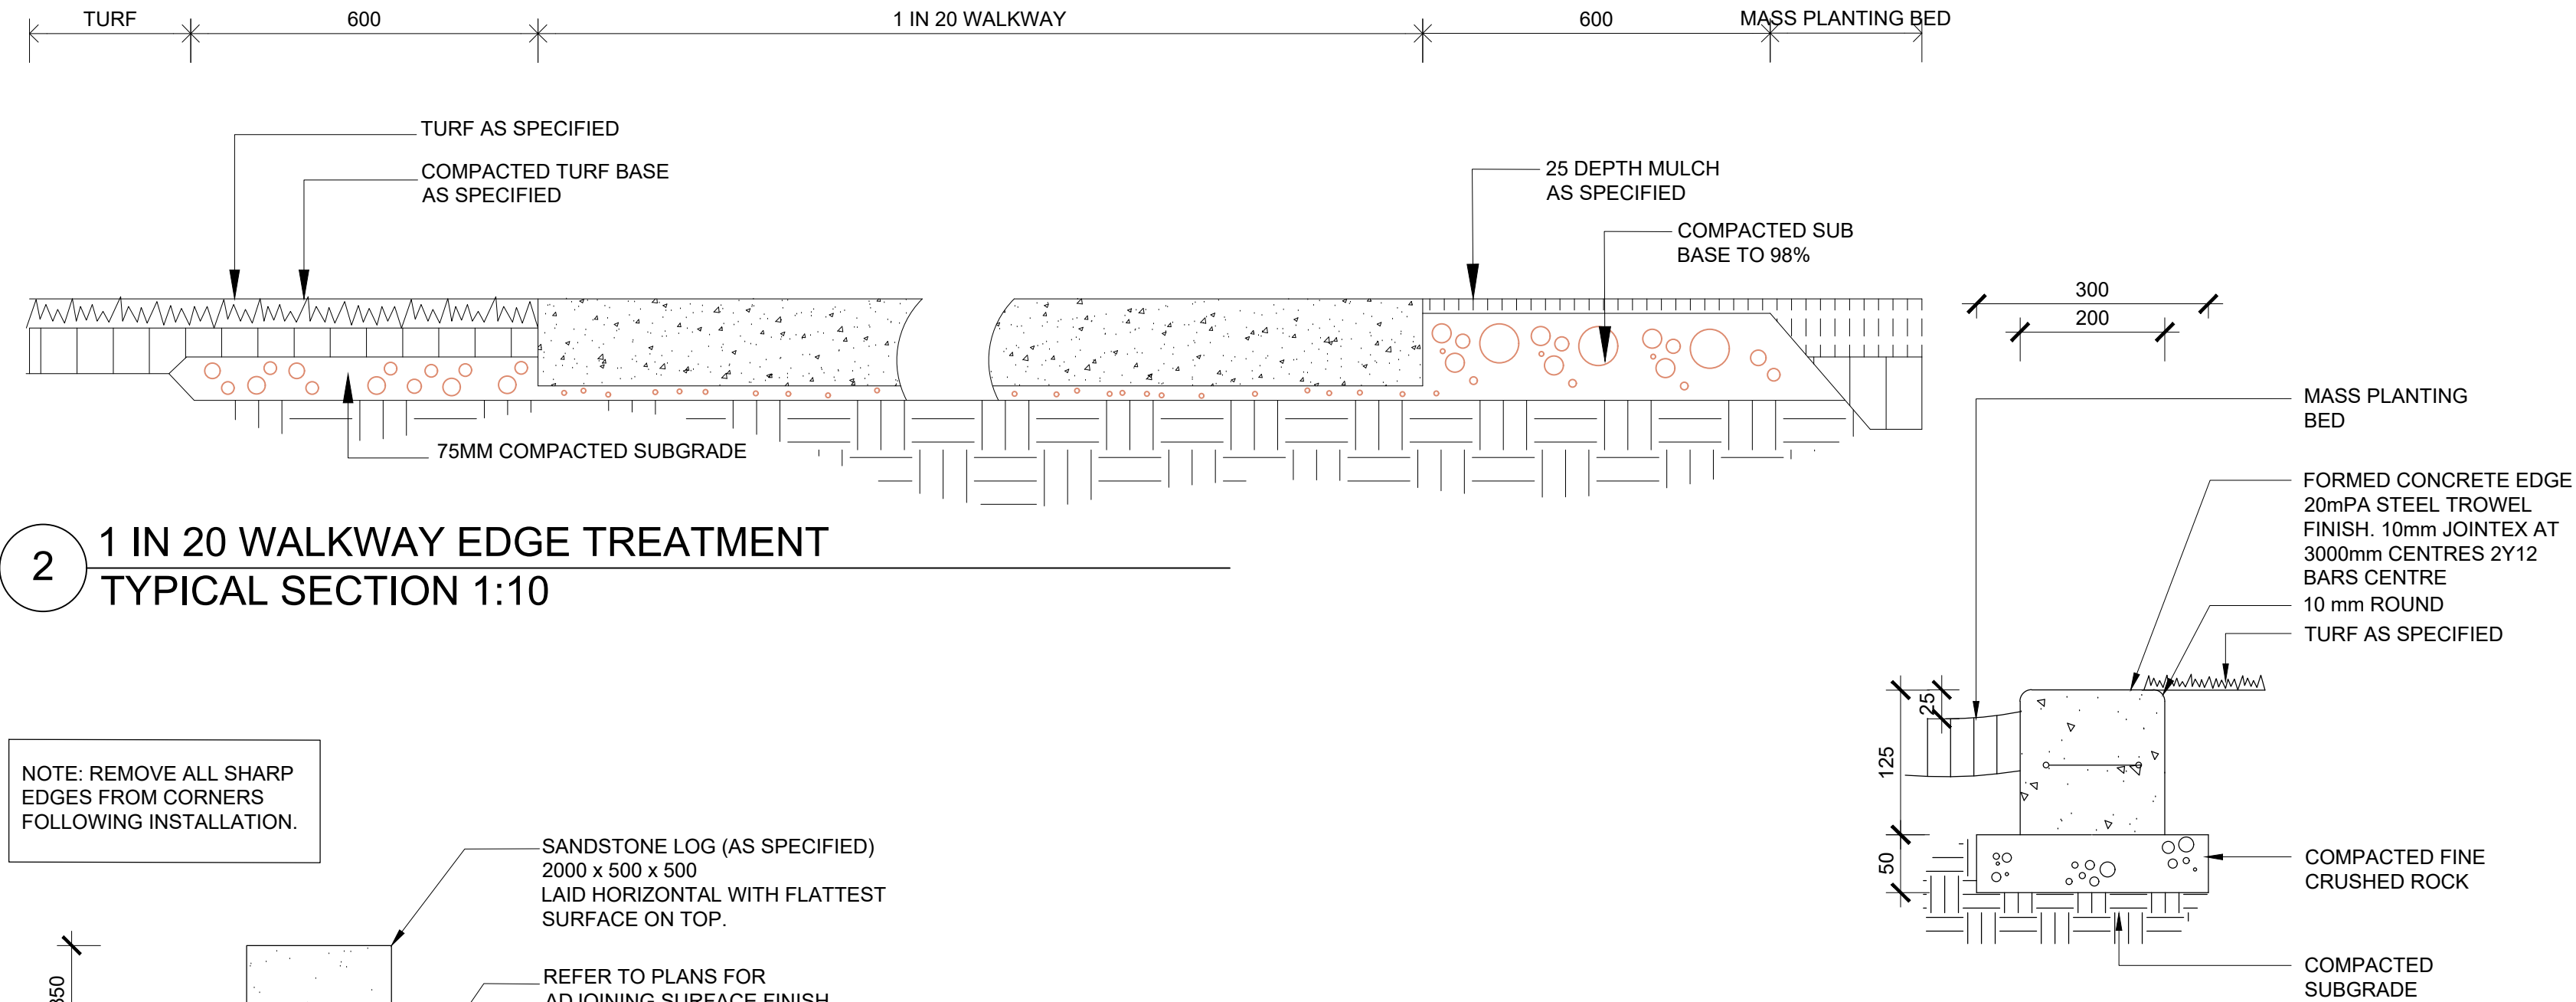 TURF
600
1 IN 20 WALKWAY
600
MASS PLANTING BED
TURF AS SPECIFIED
COMPACTED TURF BASE
AS SPECIFIED
25 DEPTH MULCH
AS SPECIFIED
COMPACTED SUB
BASE TO 98%
75MM COMPACTED SUBGRADE
2
1 IN 20 WALKWAY EDGE TREATMENT
TYPICAL SECTION 1:10
300
200
MASS PLANTING
BED
FORMED CONCRETE EDGE
20mPA STEEL TROWEL
FINISH. 10mm JOINTEX AT
3000mm CENTRES 2Y12
BARS CENTRE
10 mm ROUND
TURF AS SPECIFIED
25
125
50
COMPACTED FINE
CRUSHED ROCK
COMPACTED
SUBGRADE
NOTE: REMOVE ALL SHARP
EDGES FROM CORNERS
FOLLOWING INSTALLATION.
SANDSTONE LOG (AS SPECIFIED)
2000 x 500 x 500
LAID HORIZONTAL WITH FLATTEST
SURFACE ON TOP.
REFER TO PLANS FOR
ADJOINING SURFACE FINISH